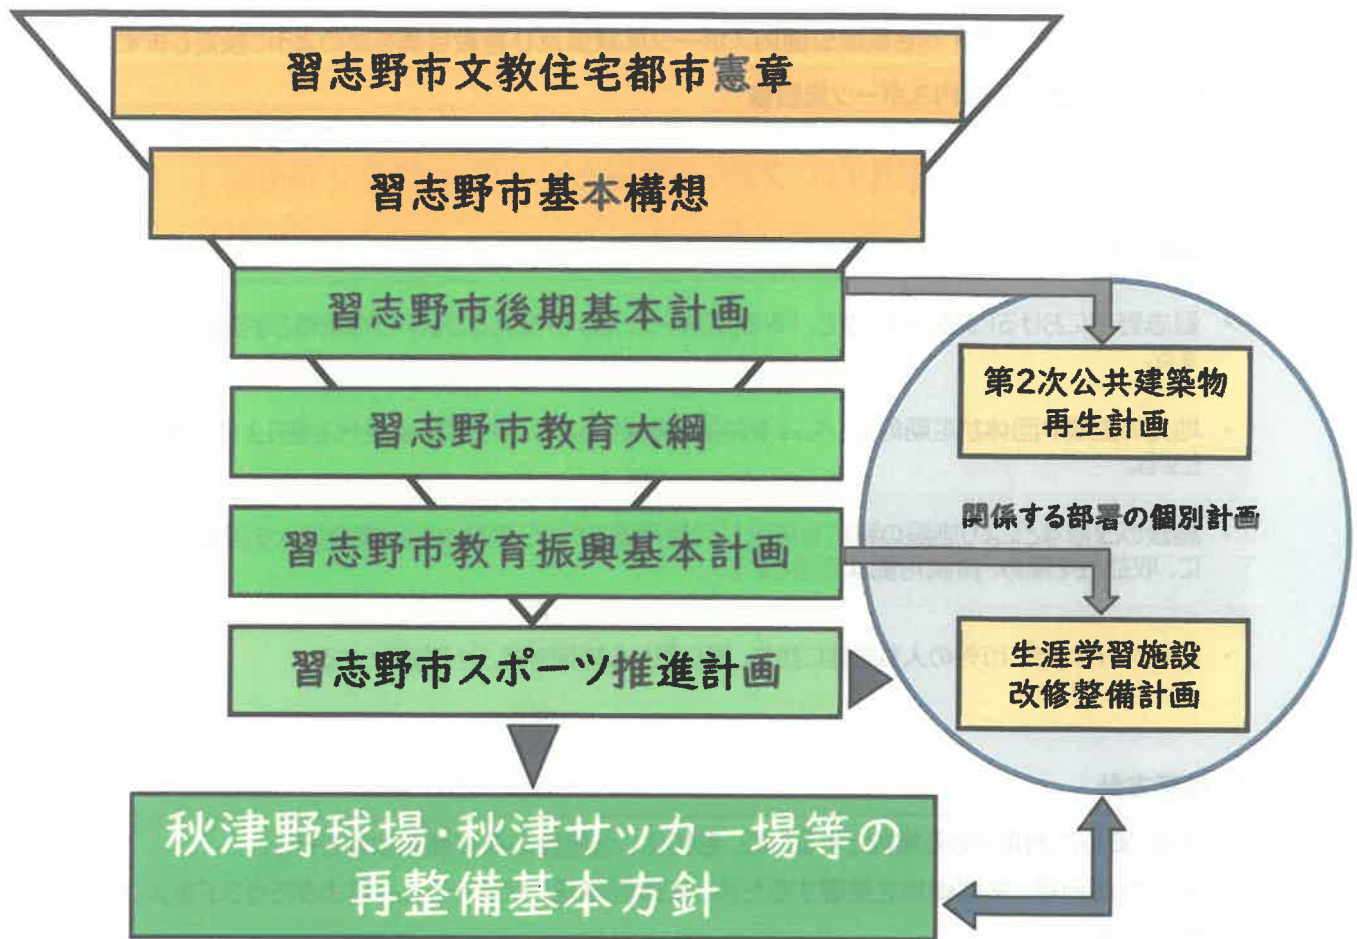 習志野市文教住宅都市憲章
習志野市基本構想
習志野市後期基本計画
習志野市教育大綱
習志野市教育振興基本計画
習志野市スポーツ推進計画
第2次公共建築物
再生計画
関係する部署の個別計画
生涯学習施設
改修整備計画
秋津野球場・秋津サッカー場等の
再整備基本方針